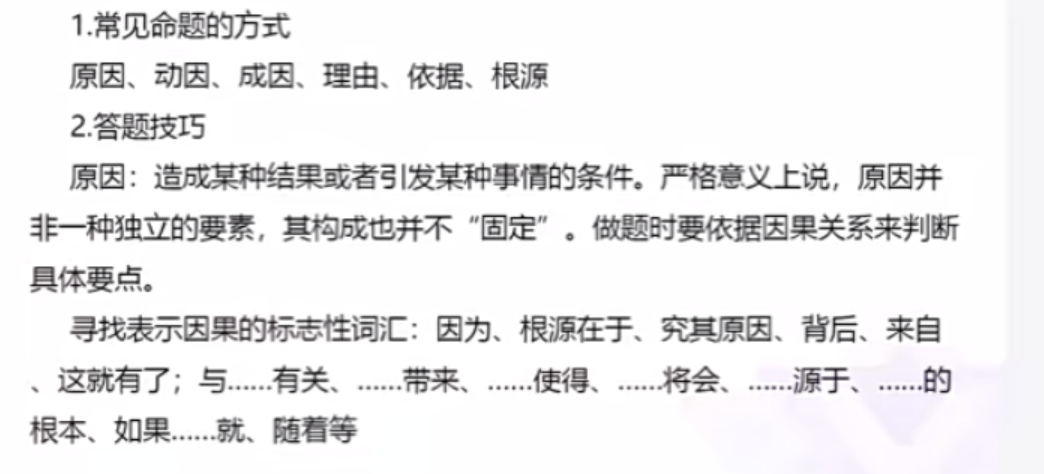 1.常见命题的方式
原因、动因、成因、理由、依据、根源
2.答题技巧
原因：造成某种结果或者引发某种事情的条件。严格意义上说，原因并
非一种独立的要素，其构成也并不“固定”。做题时要依据因果关系来判断
具体要点。
寻找表示因果的标志性词汇：因为、根源在于、究其原因、背后、来自
、这就有了；与……有关、……带来、……使得、……将会、……源于、……的
根本、如果……就、随着等